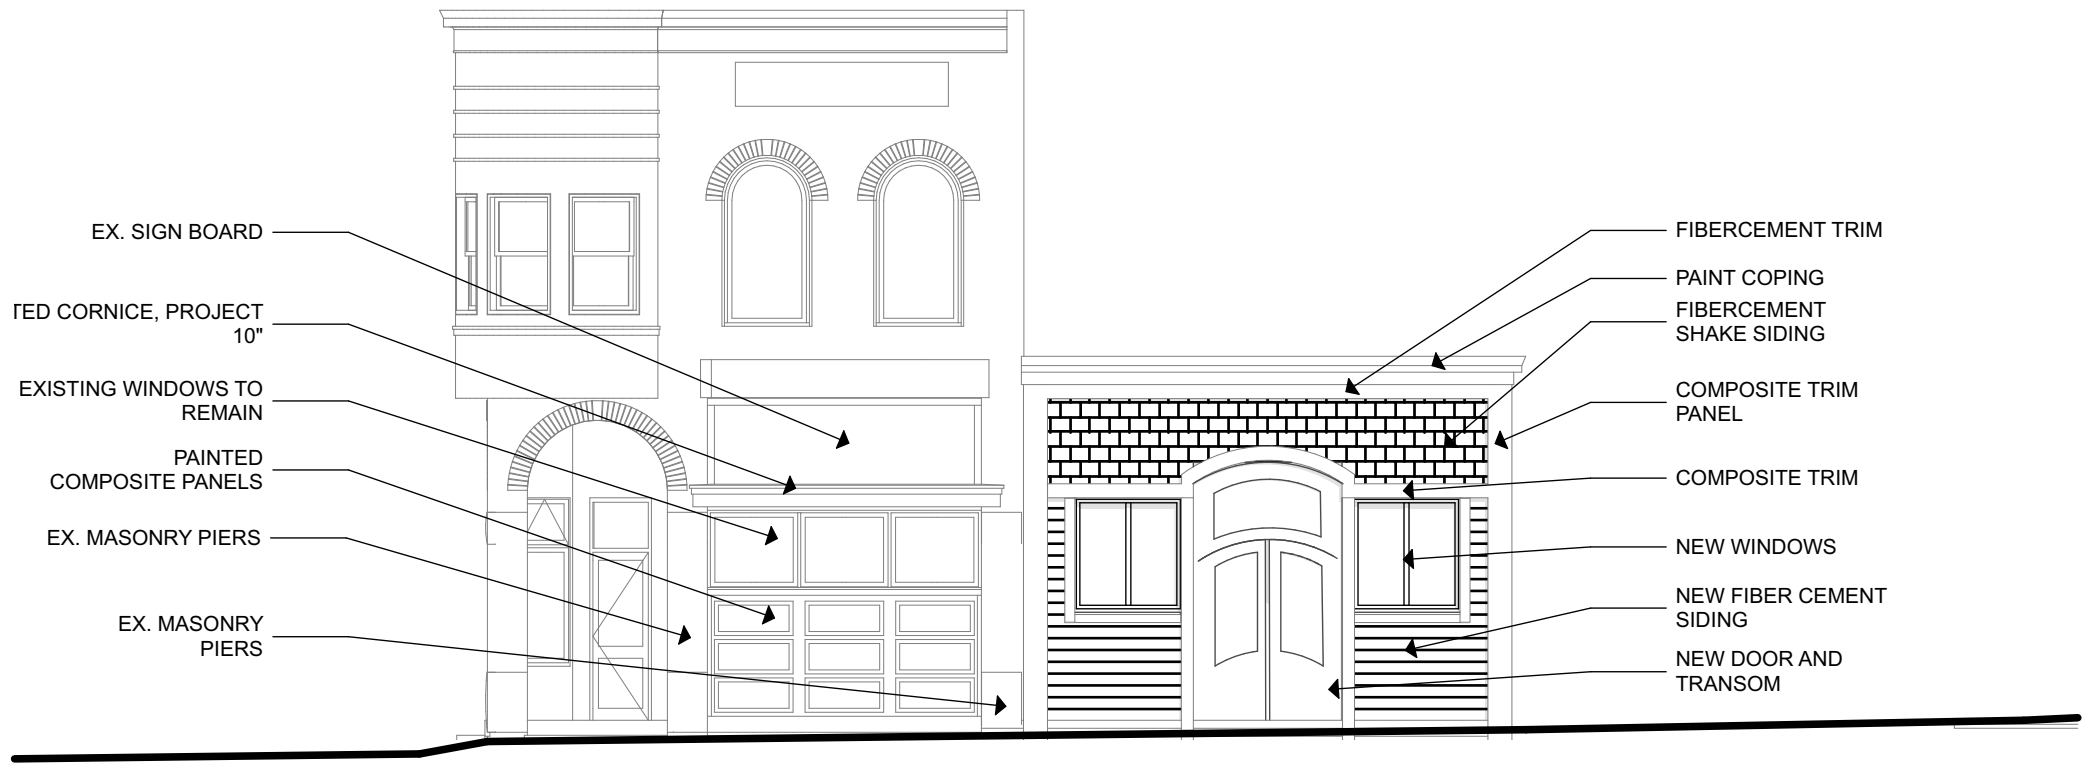 EX. SIGN BOARD
CORNICE, PROJECT
10"
EXISTING WINDOWS TO
REMAIN
PAINTED
COMPOSITE PANELS
EX. MASONRY PIERS
EX. MASONRY
PIERS
FIBERCEMENT TRIM
PAINT COPING
FIBERCEMENT
SHAKE SIDING
COMPOSITE TRIM
PANEL
COMPOSITE TRIM
NEW WINDOWS
NEW FIBER CEMENT
SIDING
NEW DOOR AND
TRANSOM